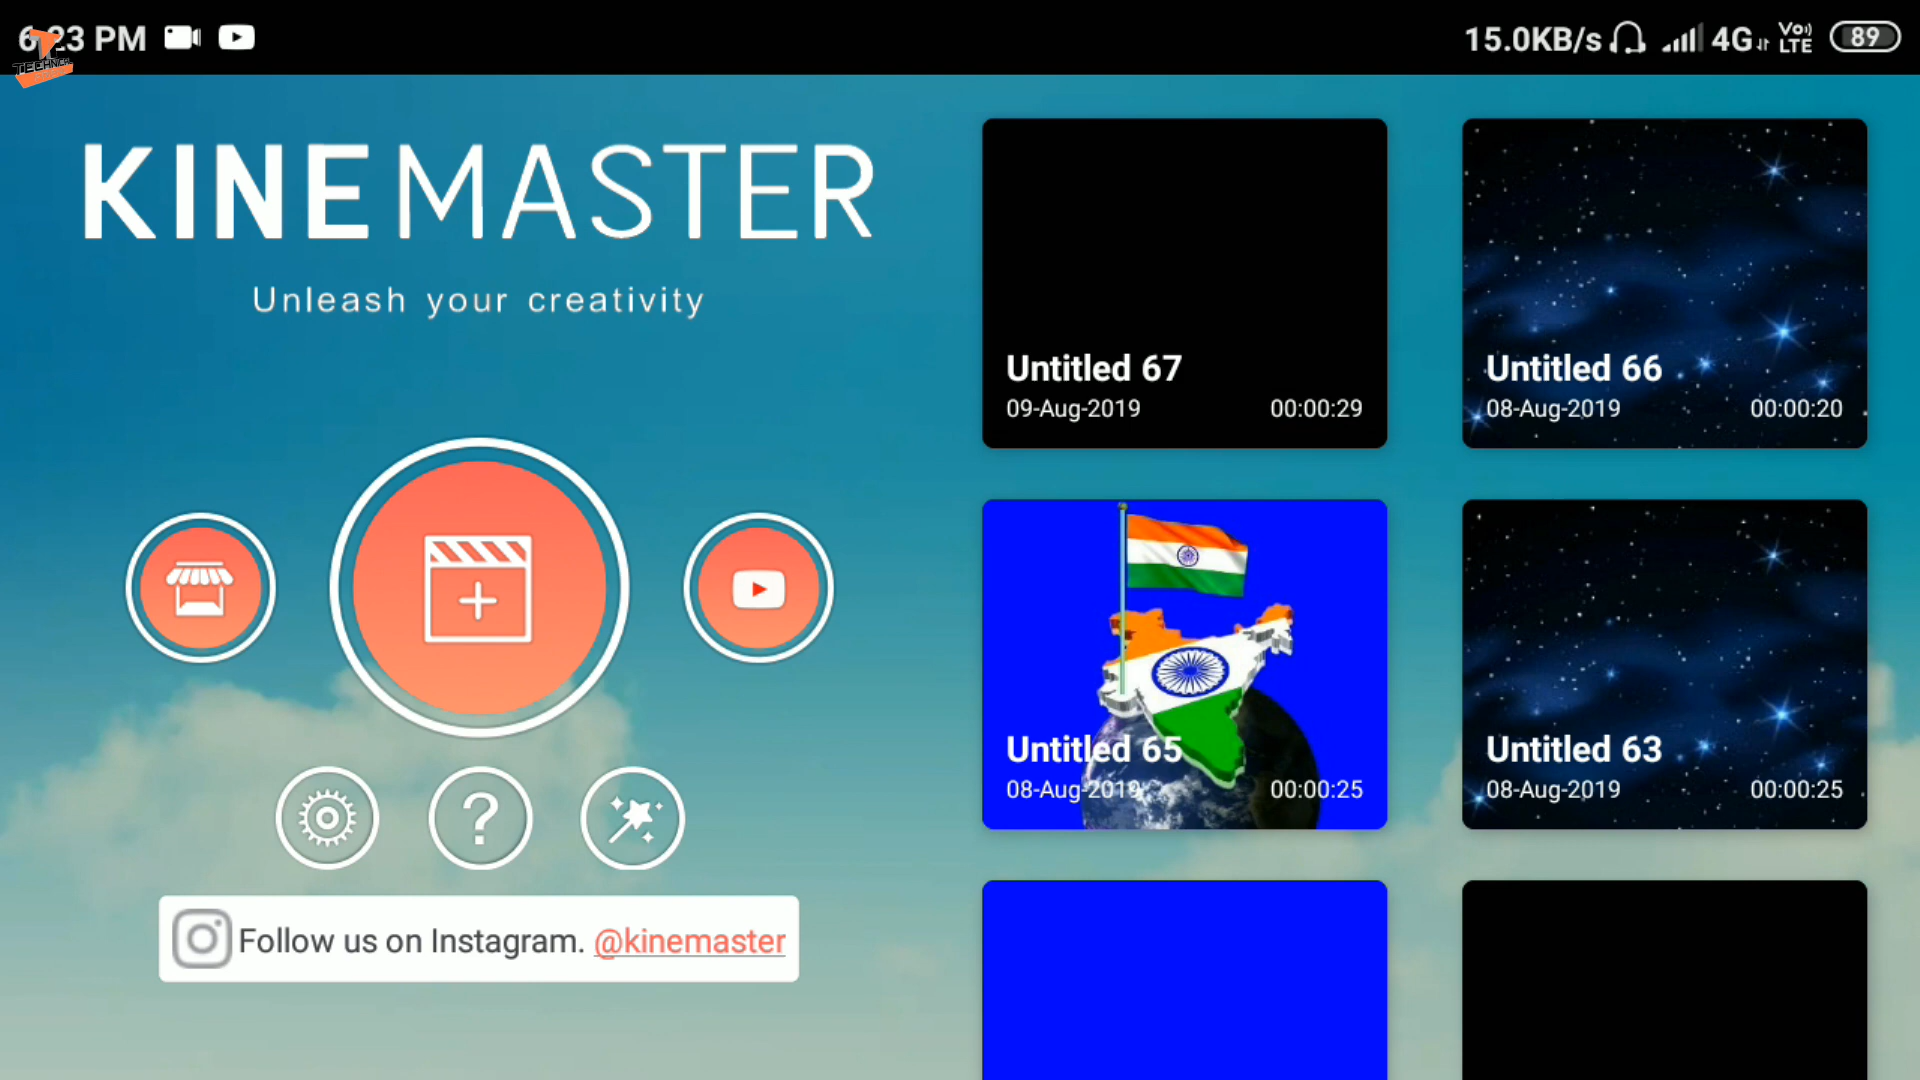 6:23 PM
15.0KB/s 4G VoLTE 89
KINEMASTER
Unleash your creativity
Untitled 67
09-Aug-2019 00:00:29
Untitled 66
08-Aug-2019 00:00:20
Untitled 65
08-Aug-2019 00:00:25
Untitled 63
08-Aug-2019 00:00:25
Follow us on Instagram. @kinemaster